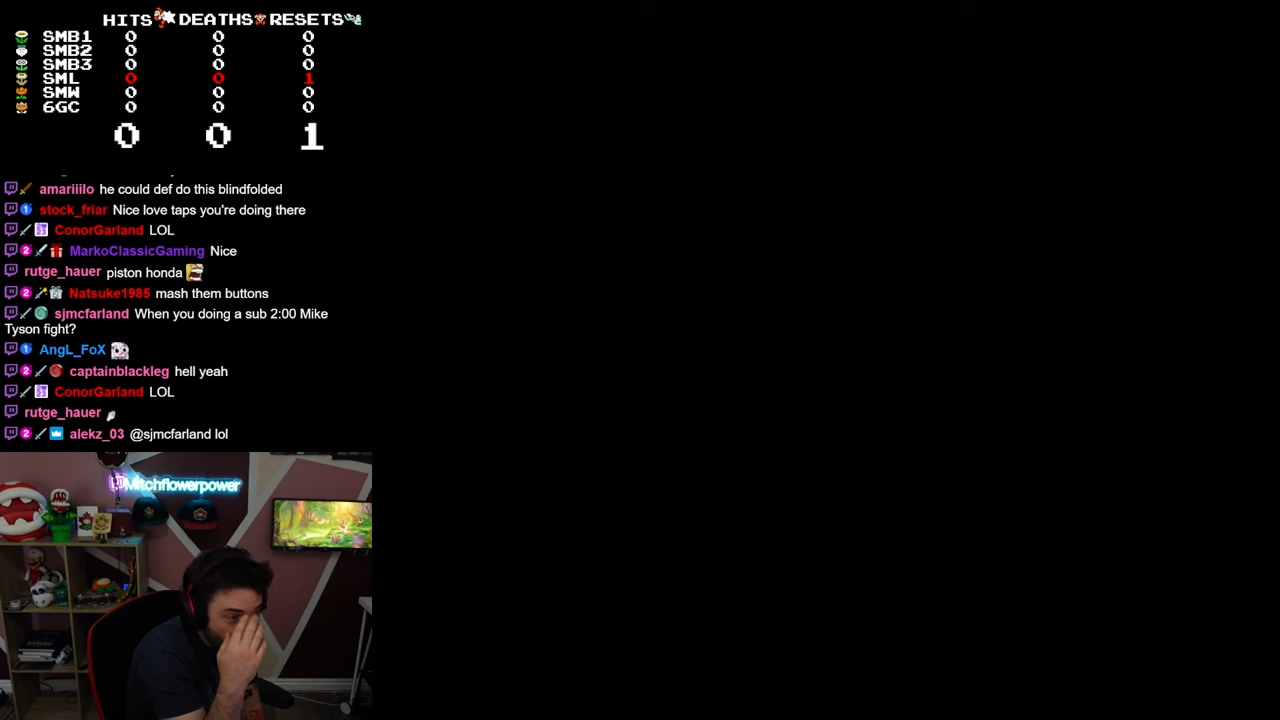 HITS DEATHS RESETS
SMB1 0 0 0
SMB2 0 0 0
SMB3 0 0 0
SML 0 0 1
SMW 0 0 0
6GC 0 0 0
0 0 1
amariiilo he could def do this blindfolded
stock_friar Nice love taps you're doing there
ConorGarland LOL
2 MarkoClassicGaming Nice
rutge_hauer piston honda
2 Natsuke1985 mash them buttons
sjmcfarland When you doing a sub 2:00 Mike
Tyson fight?
AngL_FoX
2 captainblackleg hell yeah
ConorGarland LOL
rutge_hauer
2 alekz_03 @sjmcfarland lol
Mitchflowerpower